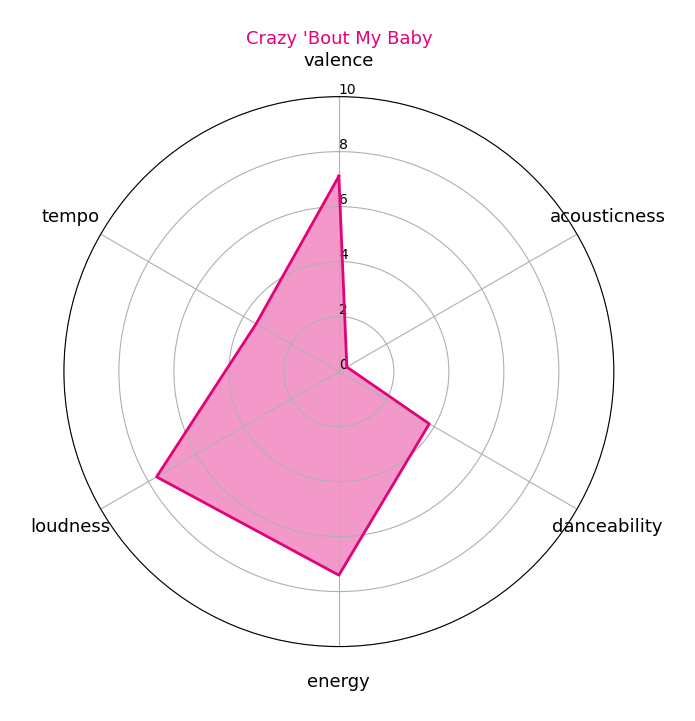 Crazy 'Bout My Baby
valence
10
8
tempo
6
acousticness
4
2
0
loudness
danceability
energy